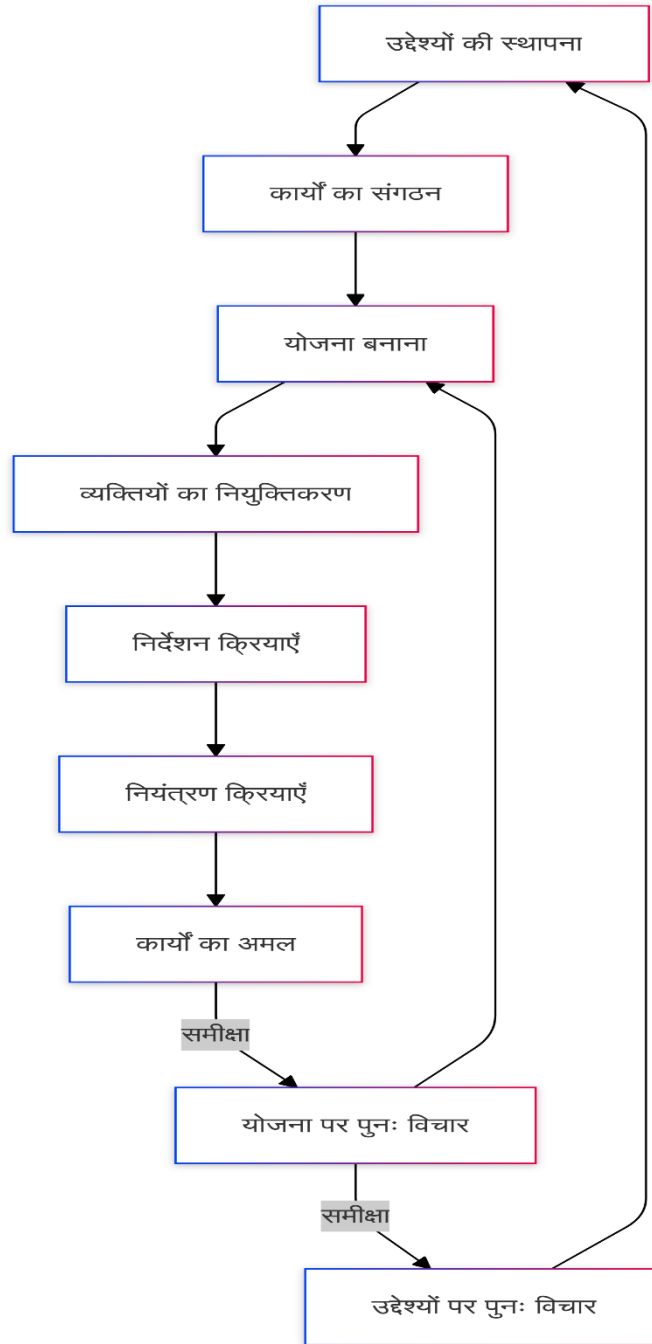 उद्देश्यों की स्थापना
कार्यों का संगठन
योजना बनाना
व्यक्तियों का नियुक्तिकरण
निर्देशन क्रियाएँ
नियंत्रण क्रियाएँ
कार्यों का अमल
समीक्षा
योजना पर पुनः विचार
समीक्षा
उद्देश्यों पर पुनः विचार